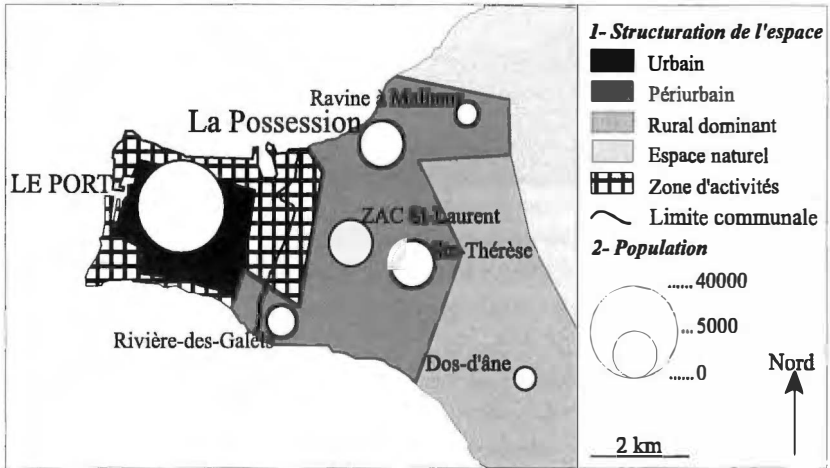 Ravine à Malheur
La Possession
LE PORT
ZAC St-Laurent
Ste-Thérèse
Rivière-des-Galets
Dos-d'âne
1- Structuration de l'espace
Urbain
Périurbain
Rural dominant
Espace naturel
Zone d'activités
Limite communale
2- Population
......40000
...5000
......0
Nord
2 km